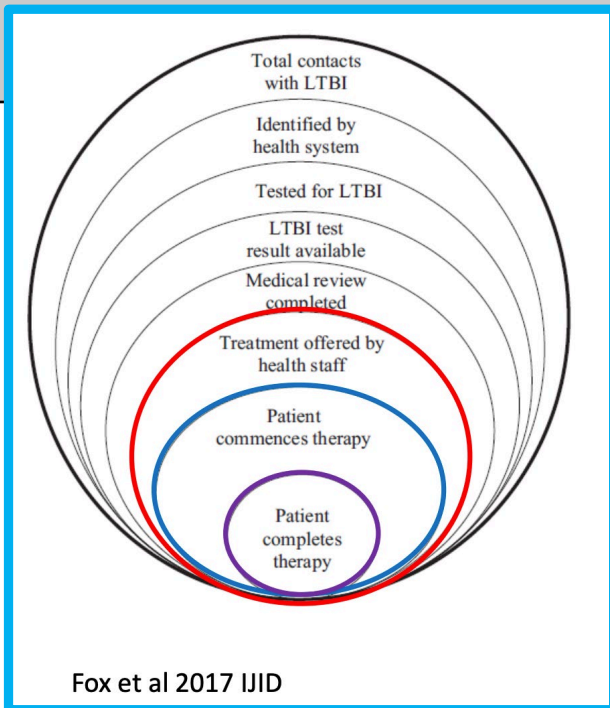 Total contacts
with LTBI
Identified by
health system
Tested for LTBI
LTBI test
result available
Medical review
completed
Treatment offered by
health staff
Patient
commences therapy
Patient
completes
therapy
Fox et al 2017 IJID